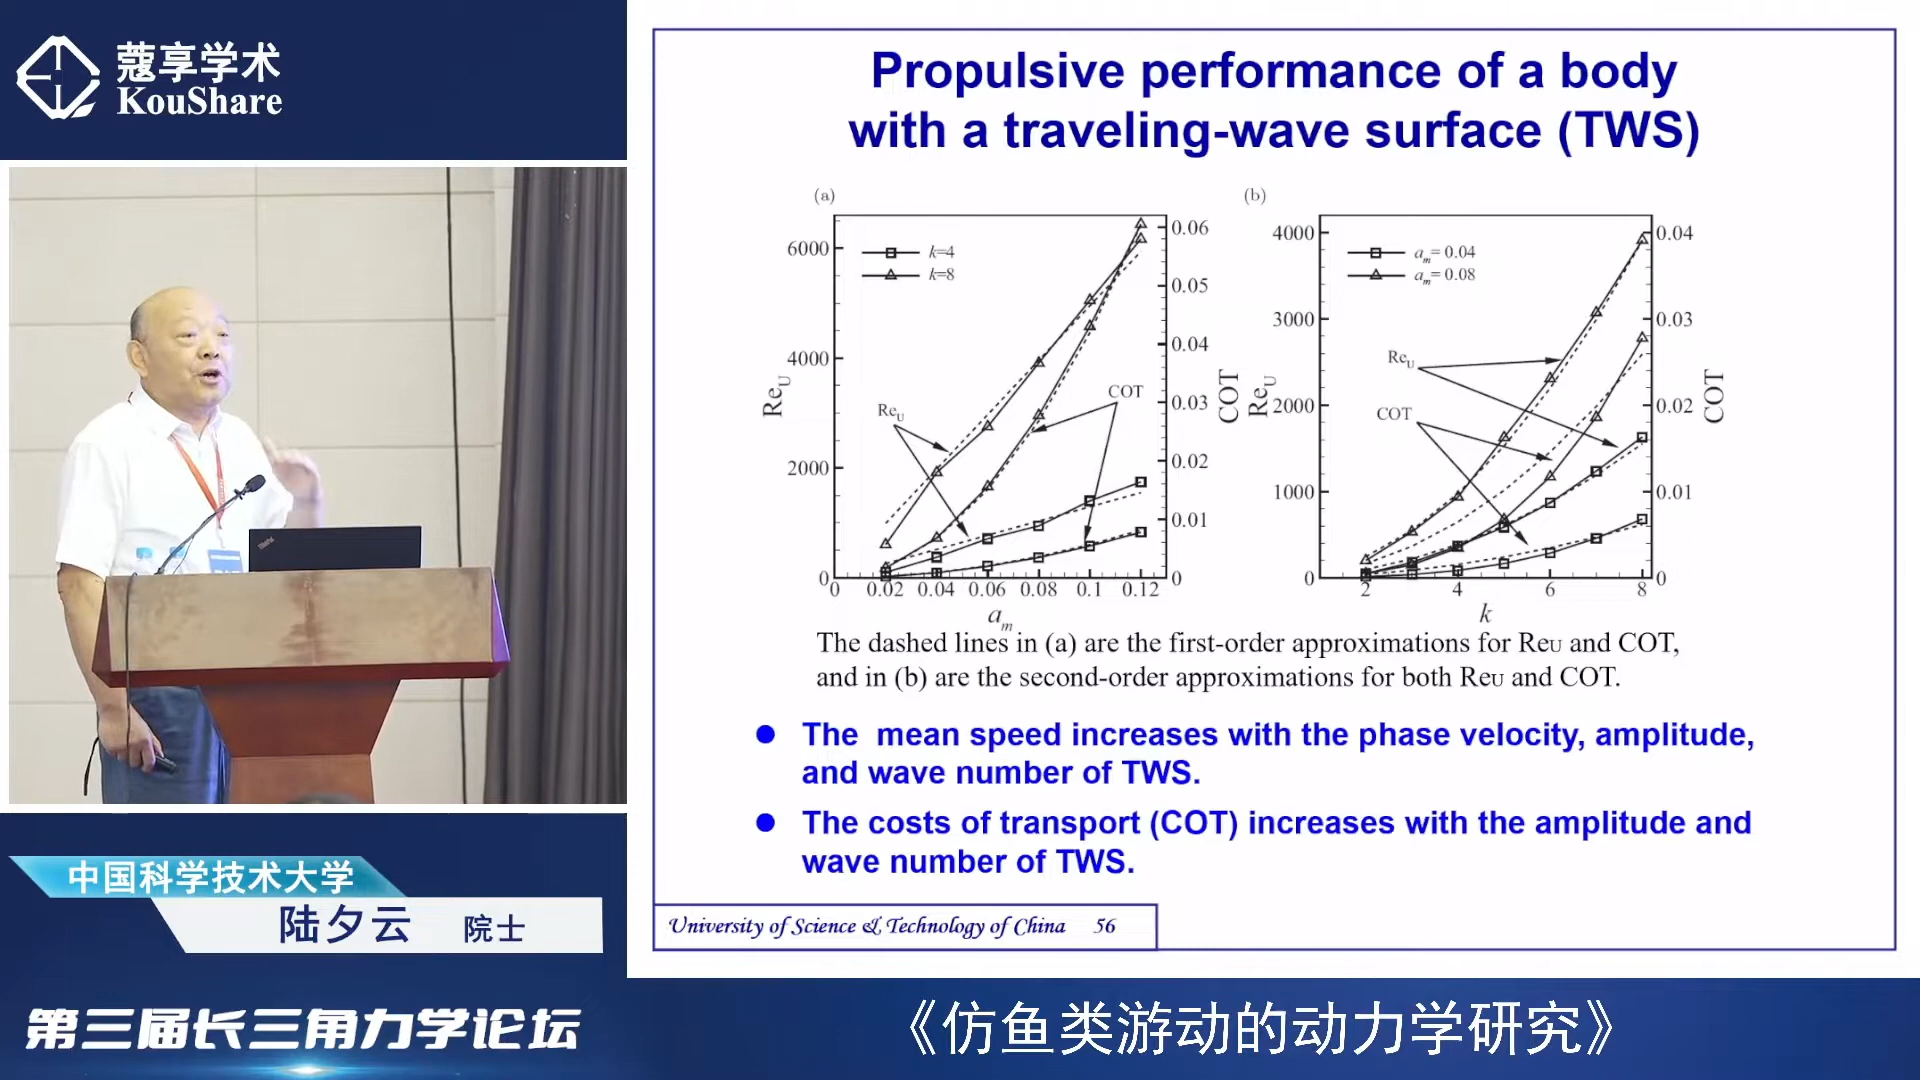 蔻享学术
KouShare
Propulsive performance of a body
with a traveling-wave surface (TWS)
(a)
6000
4000
2000
0
Re_U
k=4
k=8
Re_U
COT
0.06
0.05
0.04
0.03
0.02
0.01
0
COT
0 0.02 0.04 0.06 0.08 0.1 0.12
a_m
(b)
4000
3000
2000
1000
0
Re_U
a_m= 0.04
a_m= 0.08
Re_U
COT
0.04
0.03
0.02
0.01
0
COT
2 4 6 8
k
The dashed lines in (a) are the first-order approximations for ReU and COT,
and in (b) are the second-order approximations for both ReU and COT.
● The mean speed increases with the phase velocity, amplitude,
and wave number of TWS.
● The costs of transport (COT) increases with the amplitude and
wave number of TWS.
University of Science & Technology of China 56
中国科学技术大学
陆夕云 院士
第三届长三角力学论坛
《仿鱼类游动的动力学研究》